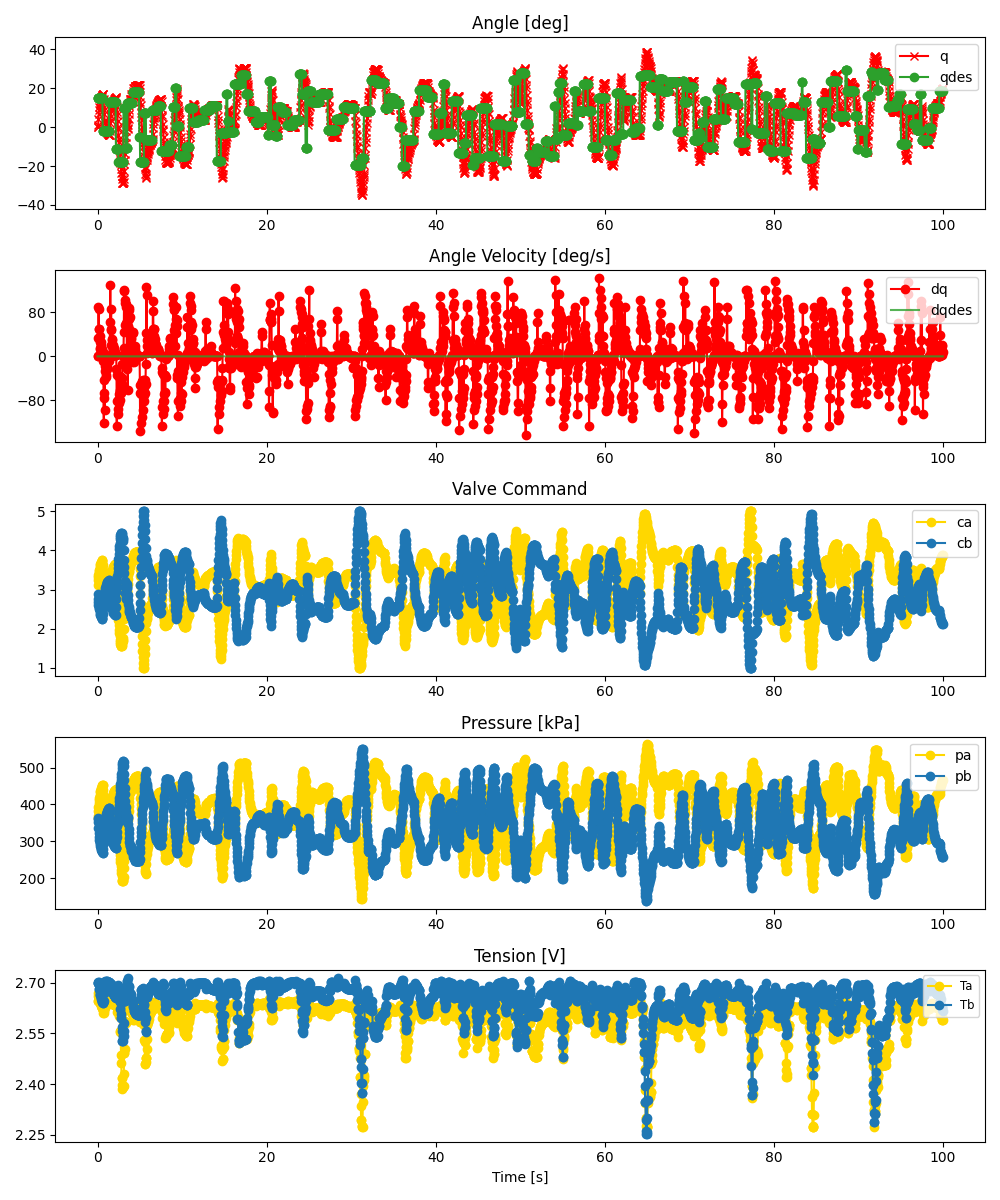 Angle [deg]
40
20
0
−20
−40
q
qdes
0 20 40 60 80 100
Angle Velocity [deg/s]
80
0
−80
dq
dqdes
0 20 40 60 80 100
Valve Command
5
4
3
2
1
ca
cb
0 20 40 60 80 100
Pressure [kPa]
500
400
300
200
pa
pb
0 20 40 60 80 100
Tension [V]
2.70
2.55
2.40
2.25
Ta
Tb
0 20 40 60 80 100
Time [s]